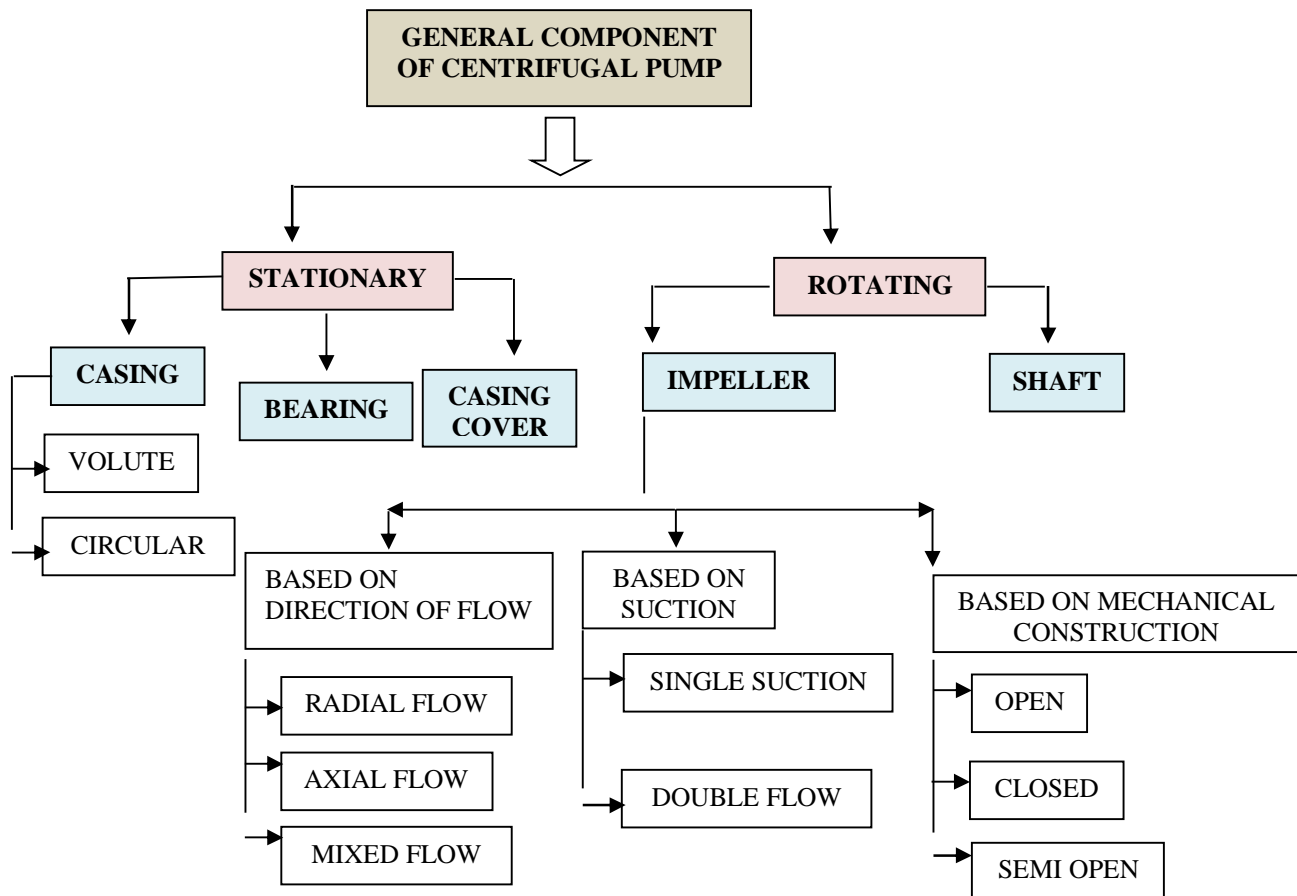 GENERAL COMPONENT
OF CENTRIFUGAL PUMP
STATIONARY
ROTATING
CASING
BEARING
CASING
COVER
IMPELLER
SHAFT
VOLUTE
CIRCULAR
BASED ON
DIRECTION OF FLOW
BASED ON
SUCTION
BASED ON MECHANICAL
CONSTRUCTION
RADIAL FLOW
AXIAL FLOW
MIXED FLOW
SINGLE SUCTION
DOUBLE FLOW
OPEN
CLOSED
SEMI OPEN